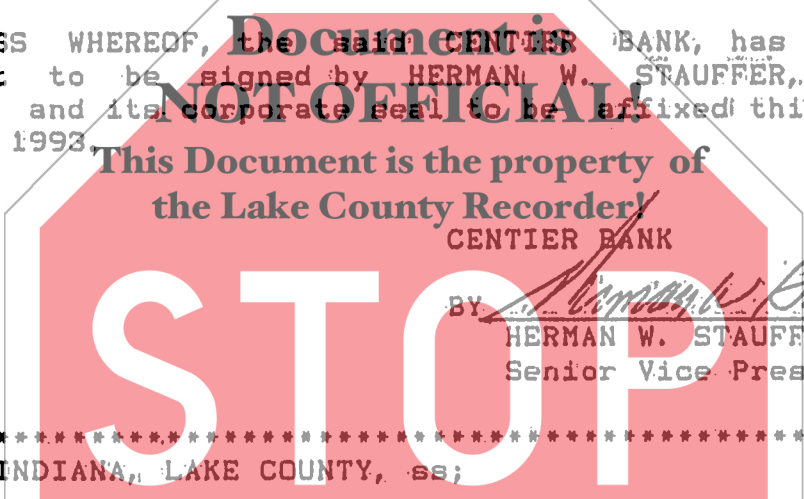 SS WHEREOF, the said CENTIER BANK, has
Document is
to be signed by HERMAN W. STAUFFER,
NOT OFFICIAL!
and its corporate seal to be affixed thi
1993.
This Document is the property of
the Lake County Recorder!
CENTIER BANK
STOP
BY
HERMAN W. STAUFF
Senior Vice Pres
*****************************************
INDIANA, LAKE COUNTY, ss;